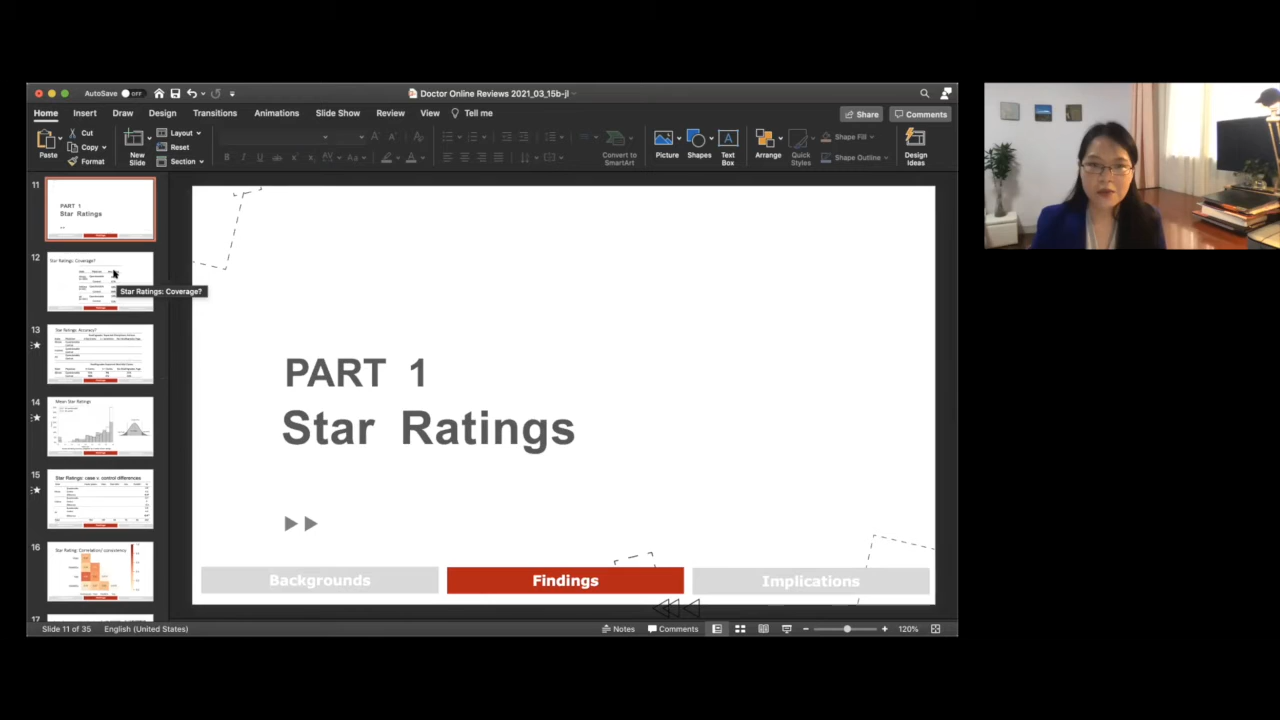 AutoSave OFF
Doctor Online Reviews 2021_03_15b-jl
Home Insert Draw Design Transitions Animations Slide Show Review View Tell me
Share Comments
Paste
Cut
Copy
Format
New Slide
Layout
Reset
Section
Convert to SmartArt
Picture
Shapes
Text Box
Arrange
Quick Styles
Shape Fill
Shape Outline
Design Ideas
11
PART 1
Star Ratings
12
Star Ratings: Coverage?
Star Ratings: Coverage?
13
Star Ratings: Accuracy?
14
Mean Star Ratings
15
Star Ratings: case v. control differences
16
Star Rating: Correlation/ consistency
17
PART 1
Star Ratings
Backgrounds
Findings
Implications
Slide 11 of 35 English (United States)
Notes Comments
120%